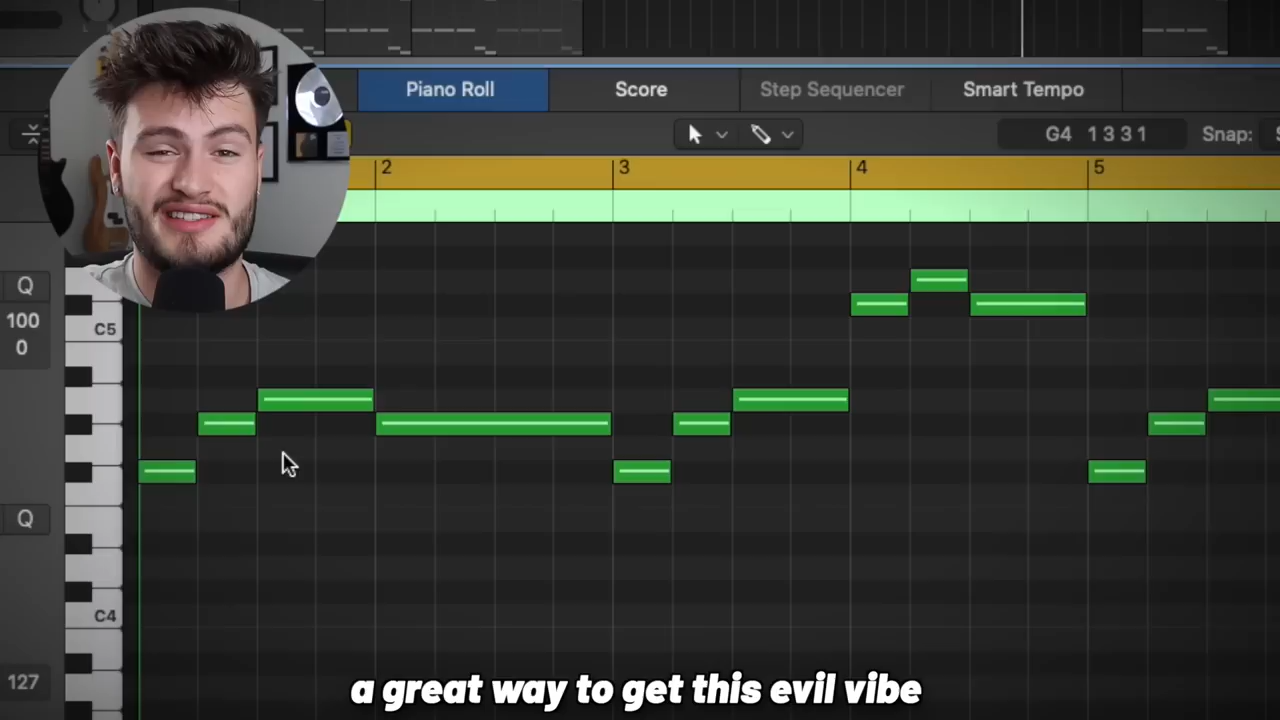 Piano Roll
Score
Step Sequencer
Smart Tempo
G4 1 3 3 1
Snap:
2
3
4
5
Q
100
0
C5
Q
C4
127
a great way to get this evil vibe